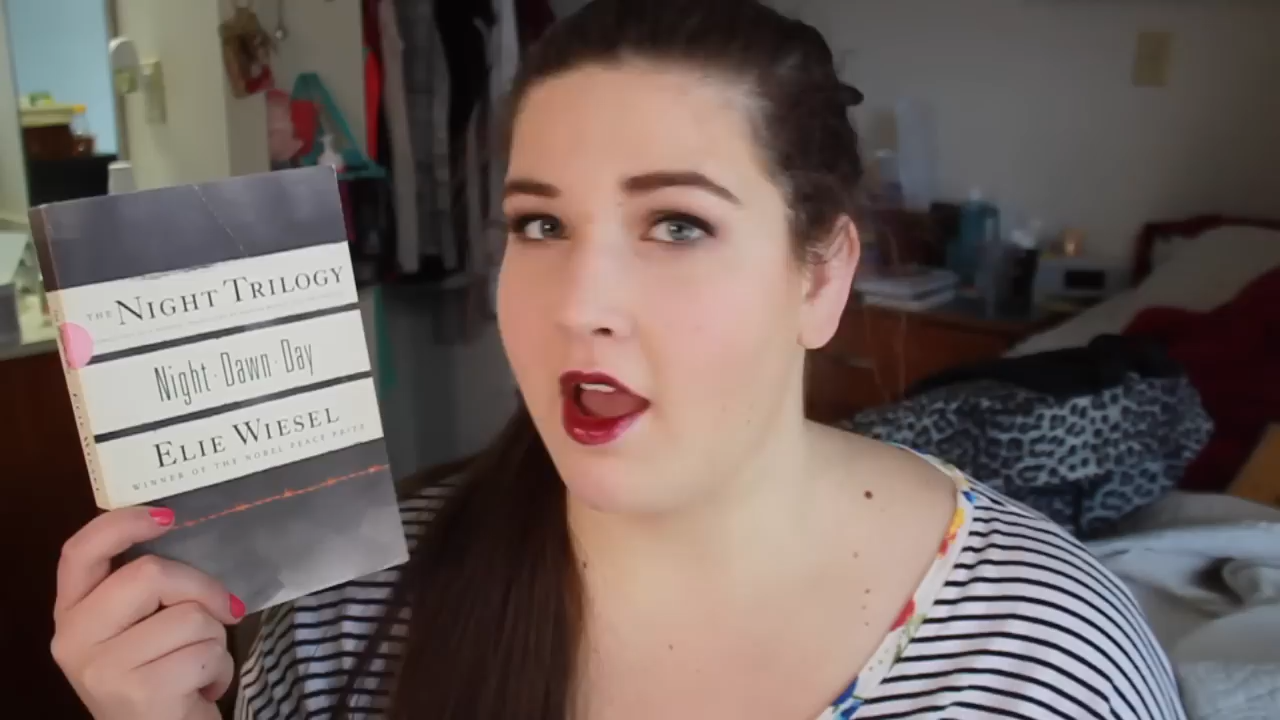 THE NIGHT TRILOGY
Night · Dawn · Day
ELIE WIESEL
WINNER OF THE NOBEL PEACE PRIZE